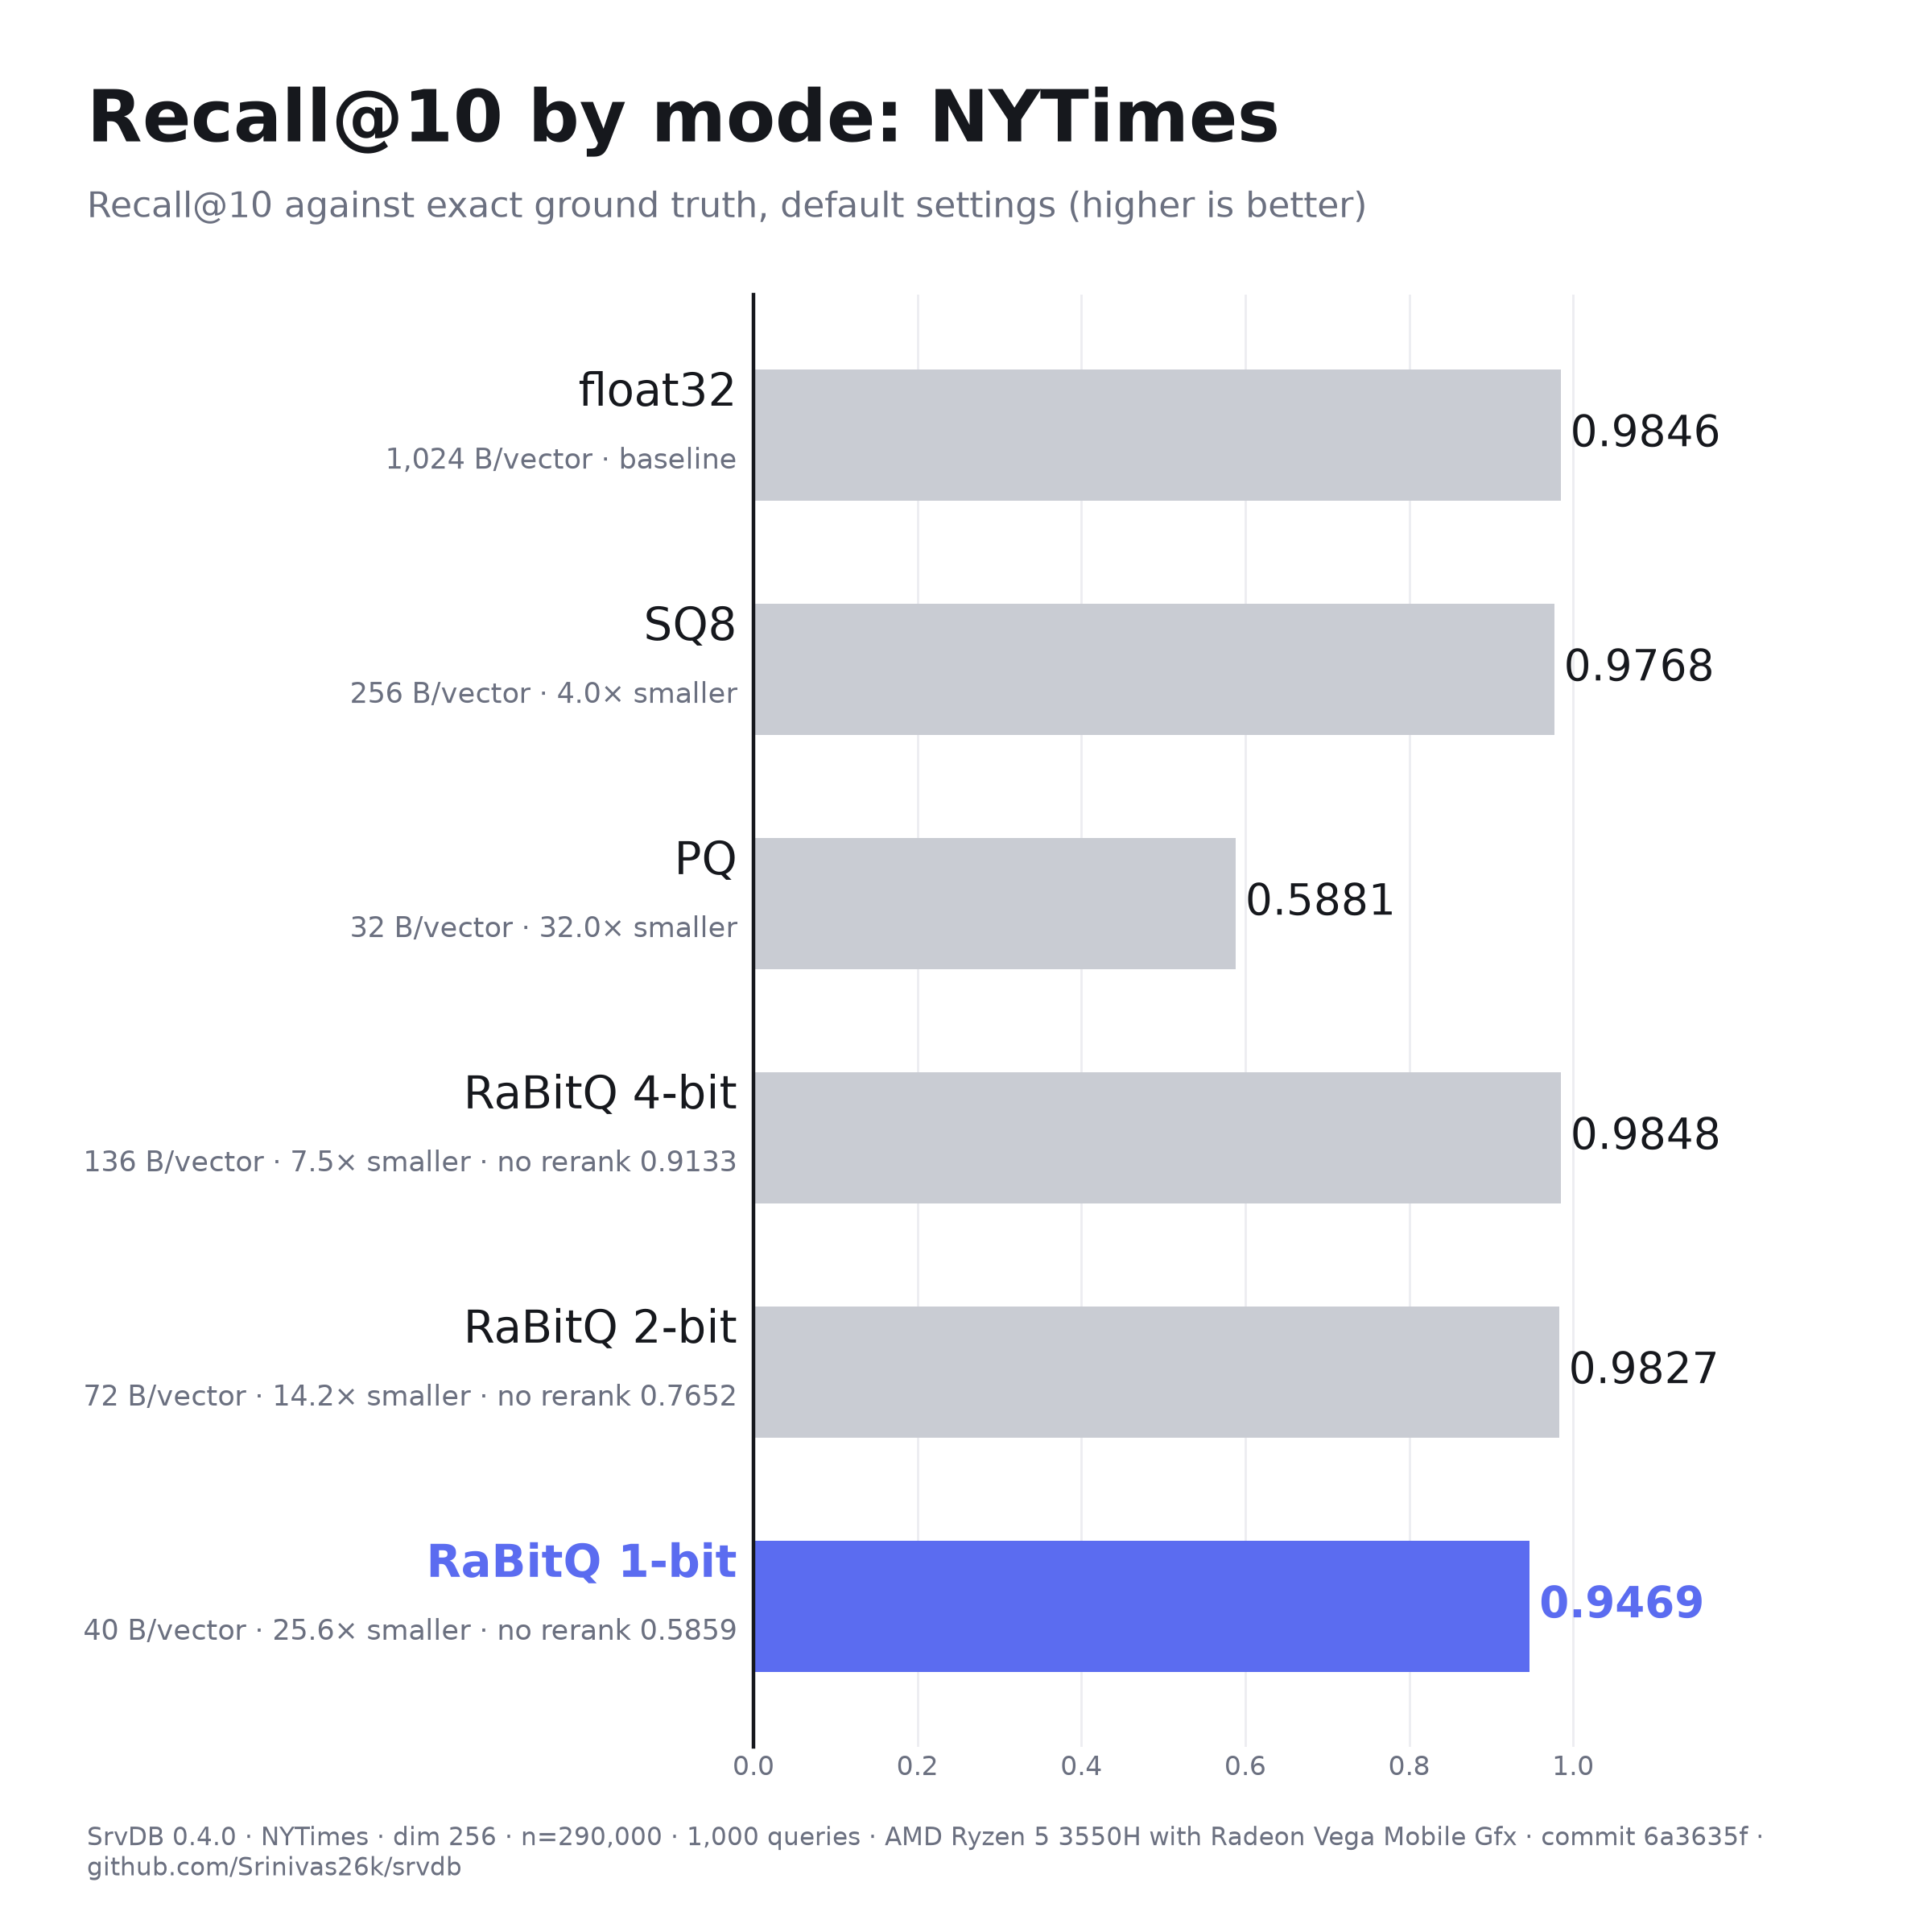 Recall@10 by mode: NYTimes
Recall@10 against exact ground truth, default settings (higher is better)
float32
1,024 B/vector · baseline
0.9846
SQ8
256 B/vector · 4.0× smaller
0.9768
PQ
32 B/vector · 32.0× smaller
0.5881
RaBitQ 4-bit
136 B/vector · 7.5× smaller · no rerank 0.9133
0.9848
RaBitQ 2-bit
72 B/vector · 14.2× smaller · no rerank 0.7652
0.9827
RaBitQ 1-bit
40 B/vector · 25.6× smaller · no rerank 0.5859
0.9469
0.0 0.2 0.4 0.6 0.8 1.0
SrvDB 0.4.0 · NYTimes · dim 256 · n=290,000 · 1,000 queries · AMD Ryzen 5 3550H with Radeon Vega Mobile Gfx · commit 6a3635f ·
github.com/Srinivas26k/srvdb